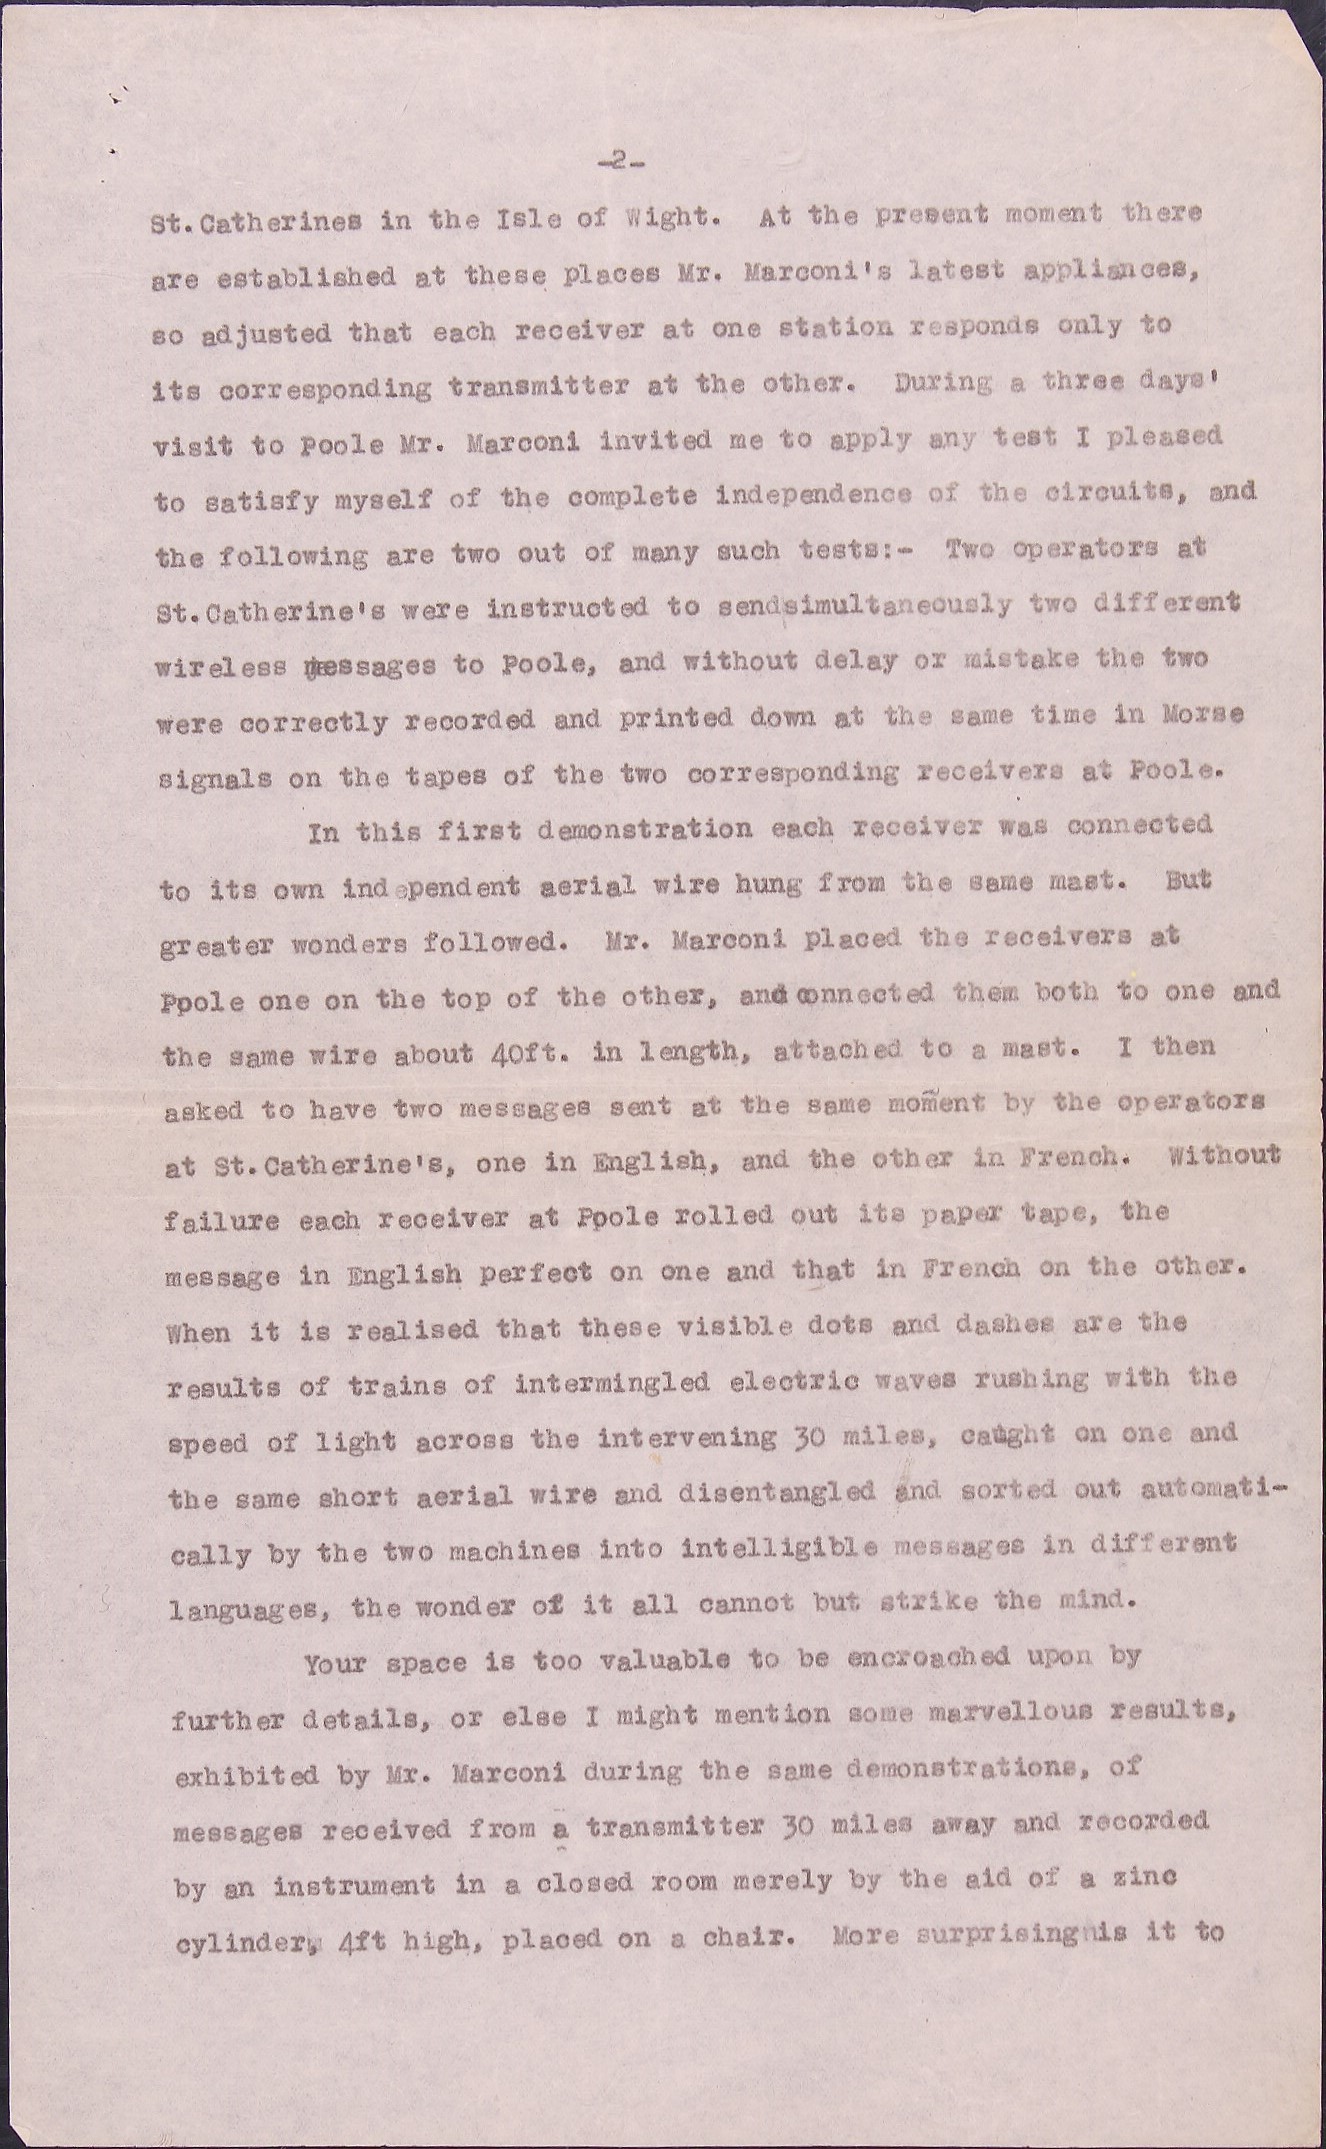 -2-
St.Catherines in the Isle of Wight. At the present moment there
are established at these places Mr. Marconi's latest appliances,
so adjusted that each receiver at one station responds only to
its corresponding transmitter at the other. During a three days'
visit to Poole Mr. Marconi invited me to apply any test I pleased
to satisfy myself of the complete independence of the circuits, and
the following are two out of many such tests:- Two operators at
St.Catherine's were instructed to sendsimultaneously two different
wireless messages to Poole, and without delay or mistake the two
were correctly recorded and printed down at the same time in Morse
signals on the tapes of the two corresponding receivers at Poole.
In this first demonstration each receiver was connected
to its own independent aerial wire hung from the same mast. But
greater wonders followed. Mr. Marconi placed the receivers at
Ppole one on the top of the other, and connected them both to one and
the same wire about 40ft. in length, attached to a mast. I then
asked to have two messages sent at the same moment by the operators
at St.Catherine's, one in English, and the other in French. Without
failure each receiver at Ppole rolled out its paper tape, the
message in English perfect on one and that in French on the other.
When it is realised that these visible dots and dashes are the
results of trains of intermingled electric waves rushing with the
speed of light across the intervening 30 miles, caught on one and
the same short aerial wire and disentangled and sorted out automati-
cally by the two machines into intelligible messages in different
languages, the wonder of it all cannot but strike the mind.
Your space is too valuable to be encroached upon by
further details, or else I might mention some marvellous results,
exhibited by Mr. Marconi during the same demonstrations, of
messages received from a transmitter 30 miles away and recorded
by an instrument in a closed room merely by the aid of a zinc
cylinder, 4ft high, placed on a chair. More surprising is it to